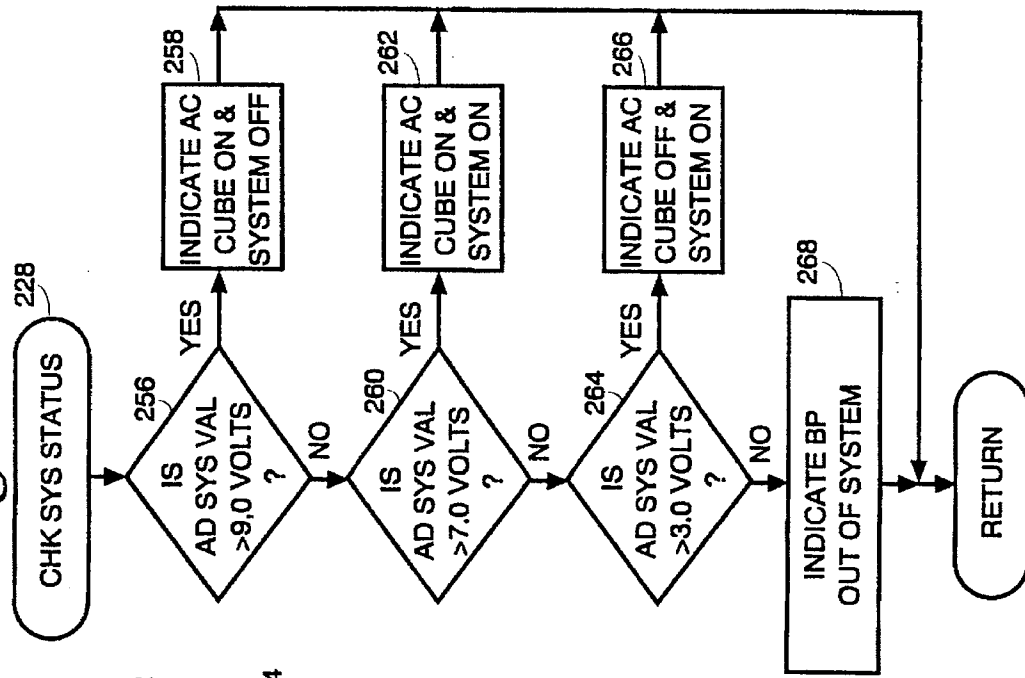 CHK SYS STATUS
228
256
IS
AD SYS VAL
>9,0 VOLTS
?
YES
258
INDICATE AC
CUBE ON &
SYSTEM OFF
NO
260
IS
AD SYS VAL
>7.0 VOLTS
?
YES
262
INDICATE AC
CUBE ON &
SYSTEM ON
NO
264
IS
AD SYS VAL
>3.0 VOLTS
?
YES
266
INDICATE AC
CUBE OFF &
SYSTEM ON
NO
268
INDICATE BP
OUT OF SYSTEM
RETURN
4